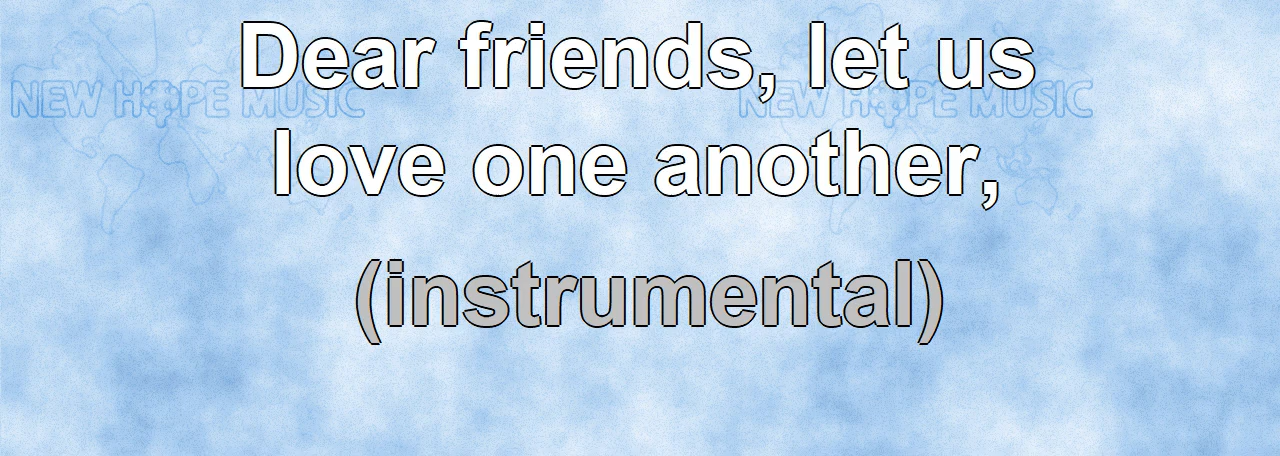 Dear friends, let us
NEW HOPE MUSIC NEW HOPE MUSIC
love one another,
(instrumental)